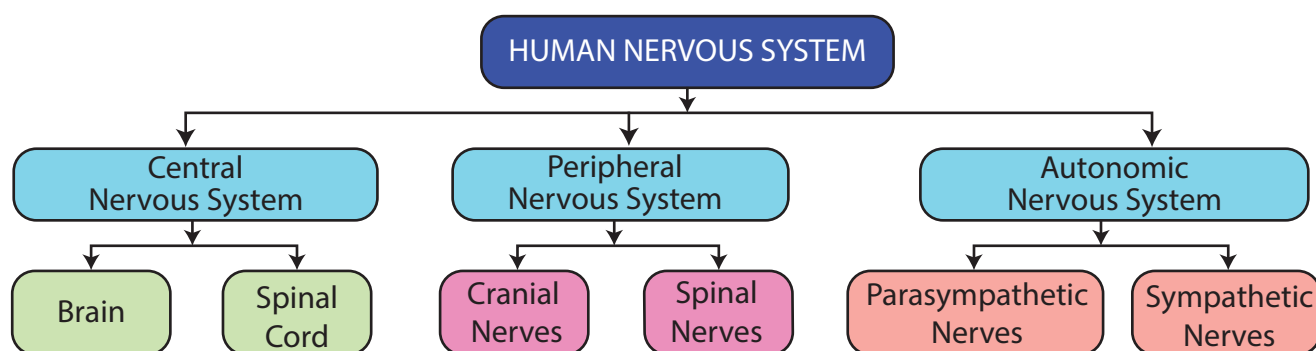 HUMAN NERVOUS SYSTEM
Central
Nervous System
Peripheral
Nervous System
Autonomic
Nervous System
Brain
Spinal
Cord
Cranial
Nerves
Spinal
Nerves
Parasympathetic
Nerves
Sympathetic
Nerves